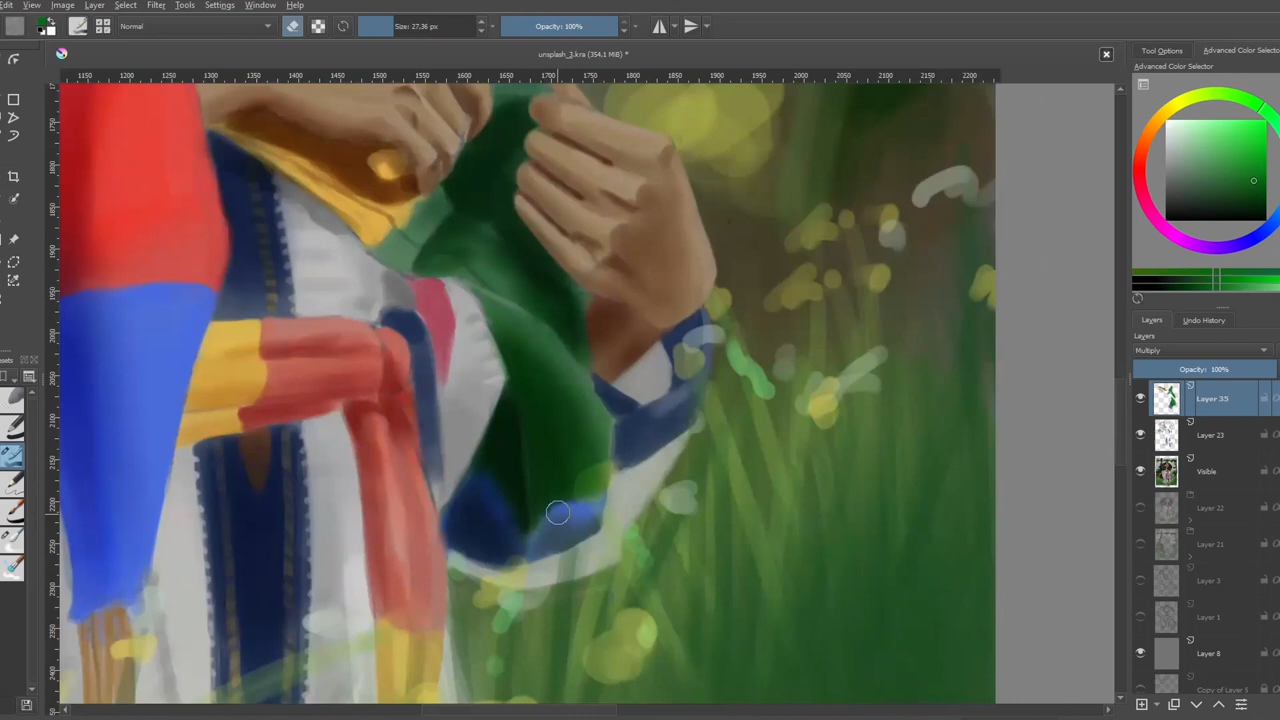 Edit View Image Layer Select Filter Tools Settings Window Help
Normal Size: 27,36 px Opacity: 100%
unsplash_3.kra (354.1 MiB) *
Tool Options Advanced Color Selector
Advanced Color Selector
1150 1200 1250 1300 1350 1400 1450 1500 1550 1600 1650 1700 1750 1800 1850 1900 1950 2000 2050 2100 2150 2200
Layers Undo History
Layers
Multiply
Opacity: 100%
Layer 35
Layer 23
Visible
Layer 22
Layer 21
Layer 3
Layer 1
Layer 8
Copy of Layer 5